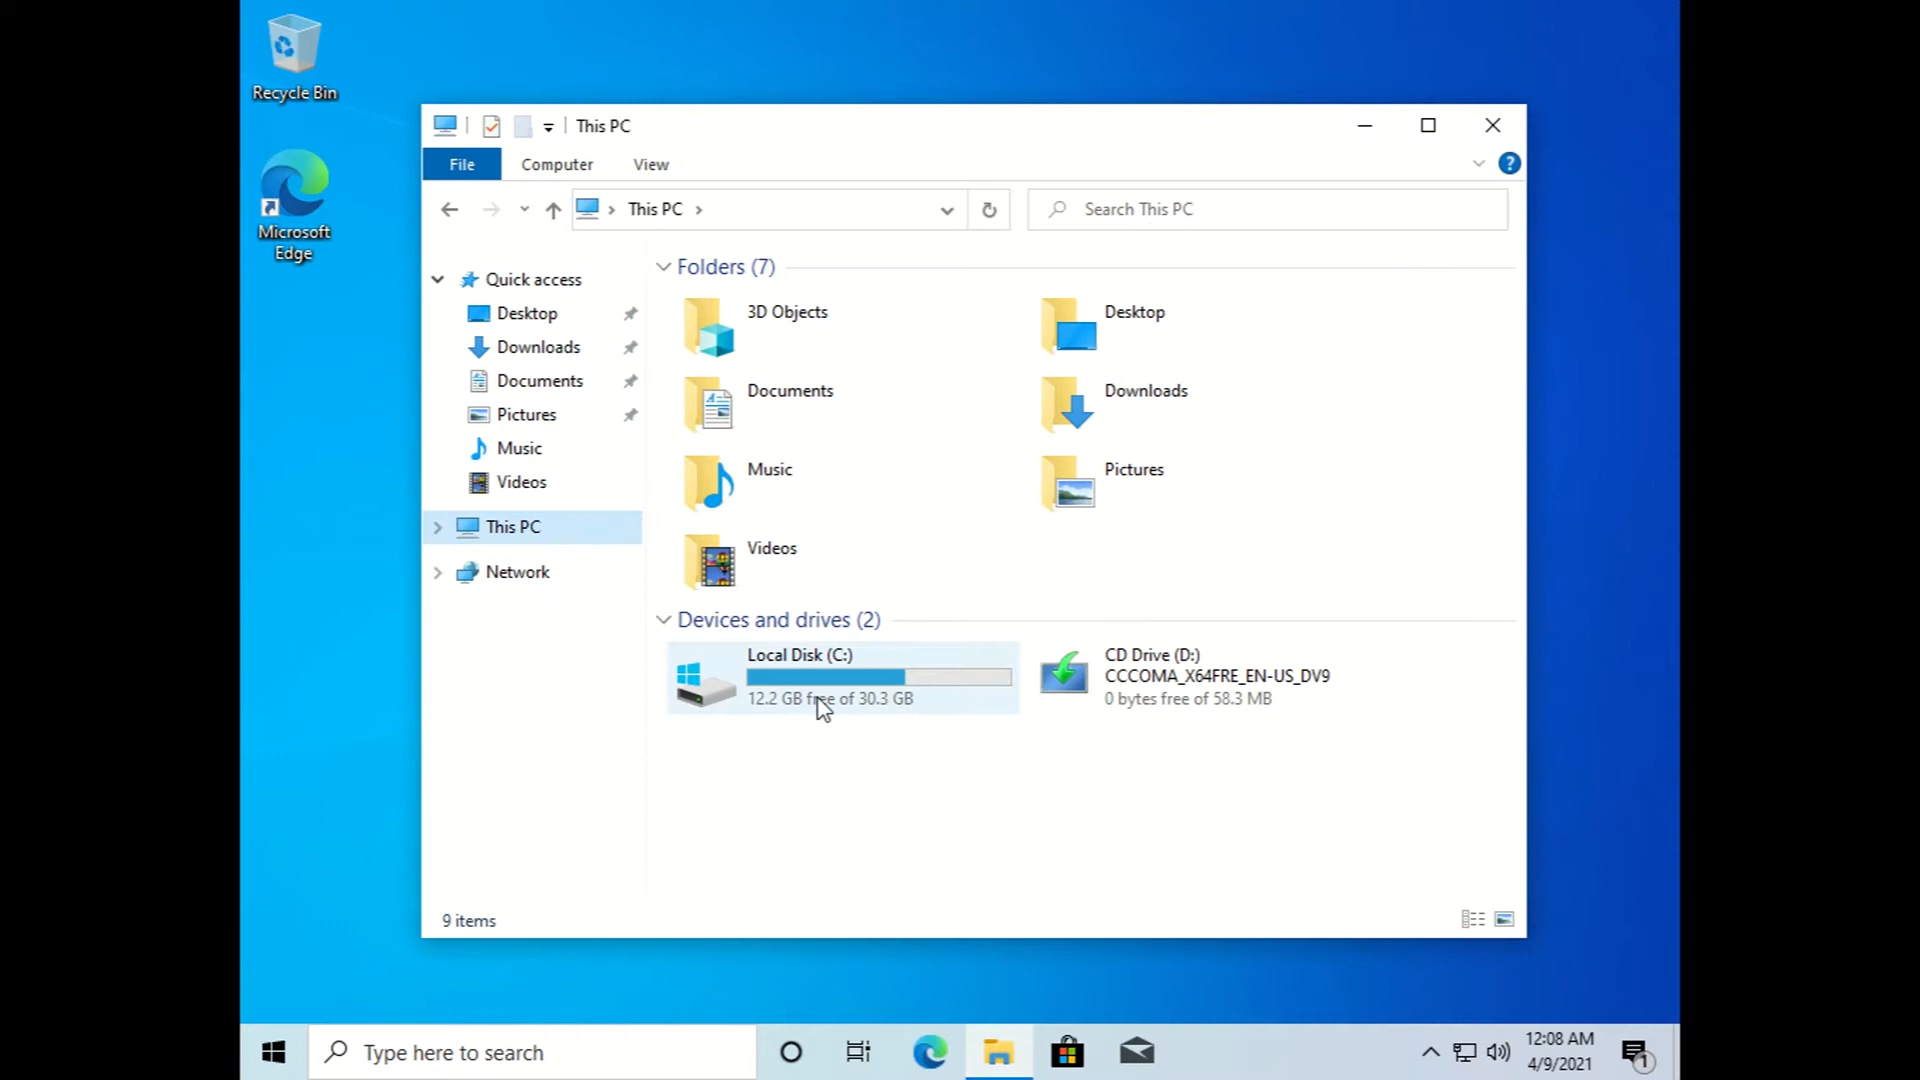 Recycle Bin
Microsoft
Edge
This PC
File
Computer
View
?
This PC
Search This PC
Quick access
Desktop
Downloads
Documents
Pictures
Music
Videos
This PC
Network
Folders (7)
3D Objects
Desktop
Documents
Downloads
Music
Pictures
Videos
Devices and drives (2)
Local Disk (C:)
12.2 GB free of 30.3 GB
CD Drive (D:)
CCCOMA_X64FRE_EN-US_DV9
0 bytes free of 58.3 MB
9 items
Type here to search
12:08 AM
4/9/2021
1